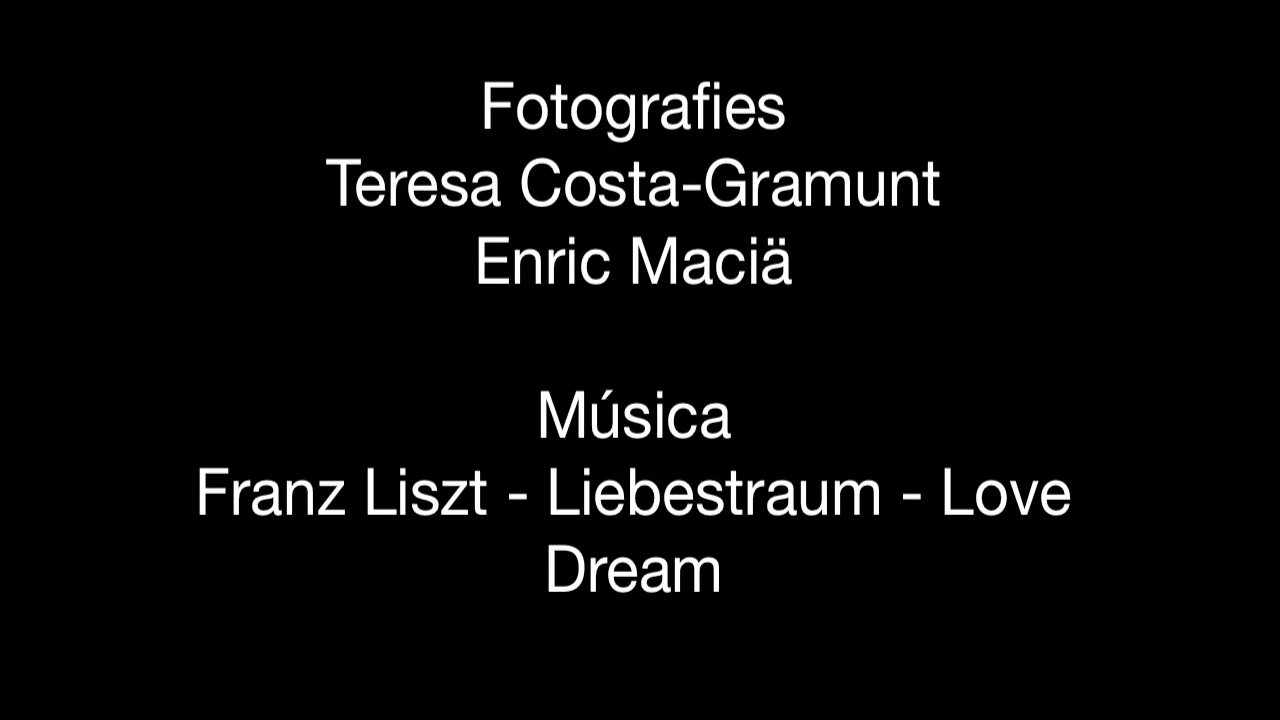 Fotografies
Teresa Costa-Gramunt
Enric Maciä
Música
Franz Liszt - Liebestraum - Love
Dream